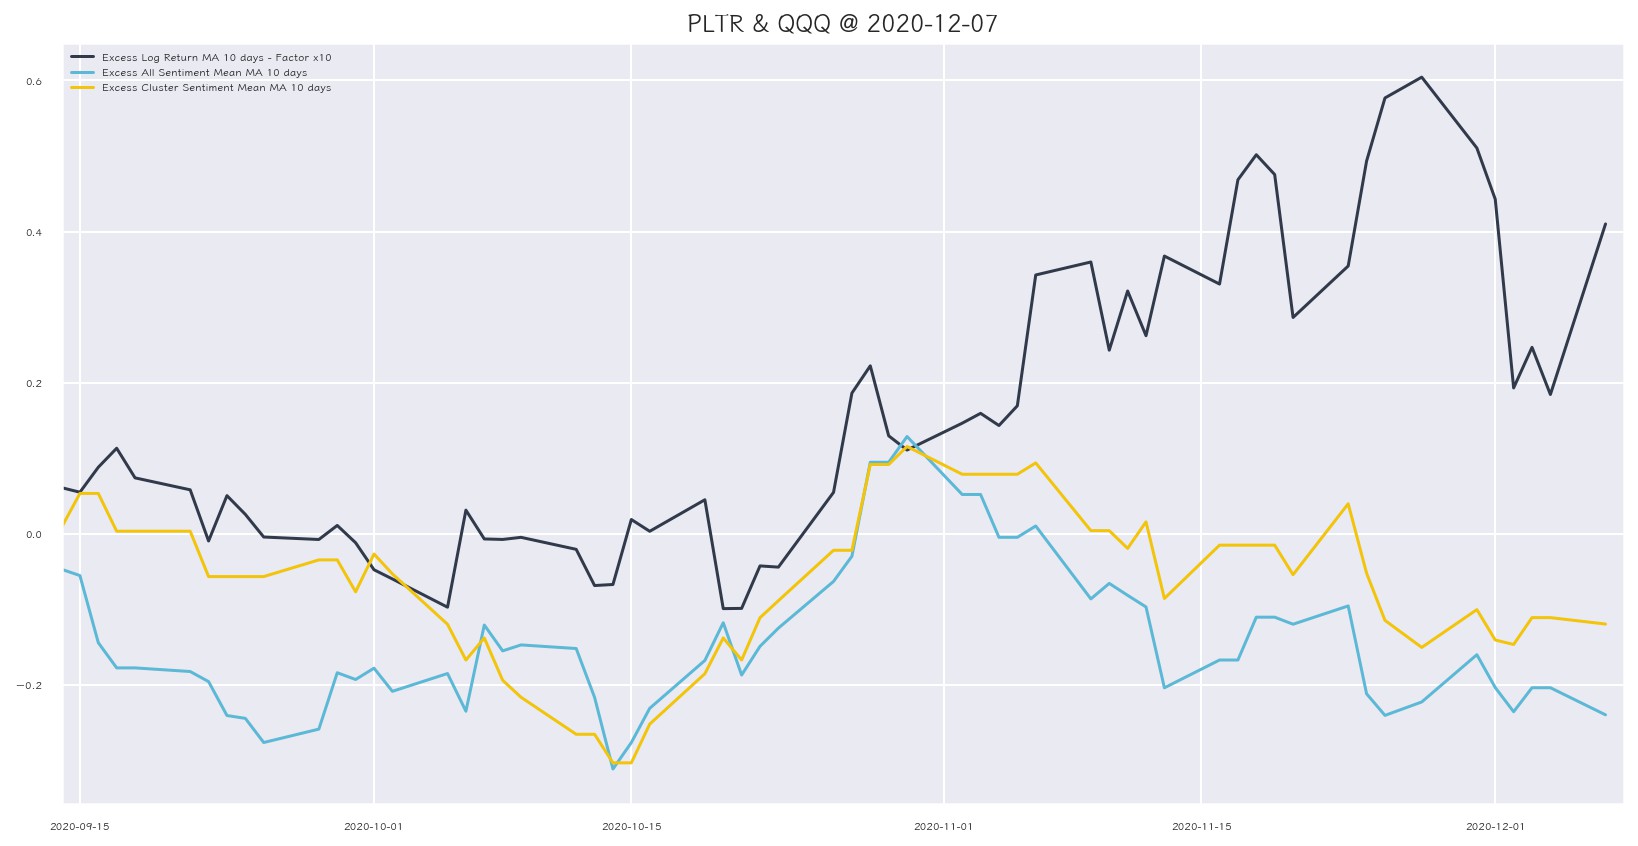 PLTR & QQQ @ 2020-12-07
Excess Log Return MA 10 days - Factor x10
Excess All Sentiment Mean MA 10 days
Excess Cluster Sentiment Mean MA 10 days
0.6
0.4
0.2
0.0
−0.2
2020-09-15 2020-10-01 2020-10-15 2020-11-01 2020-11-15 2020-12-01